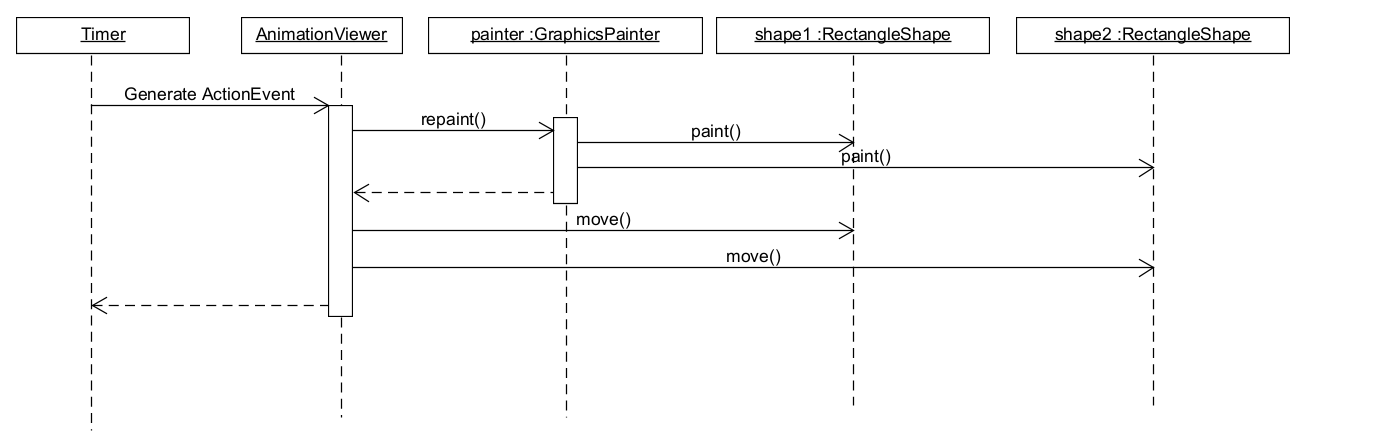 Timer
AnimationViewer
painter :GraphicsPainter
shape1 :RectangleShape
shape2 :RectangleShape
Generate ActionEvent
repaint()
paint()
paint()
move()
move()